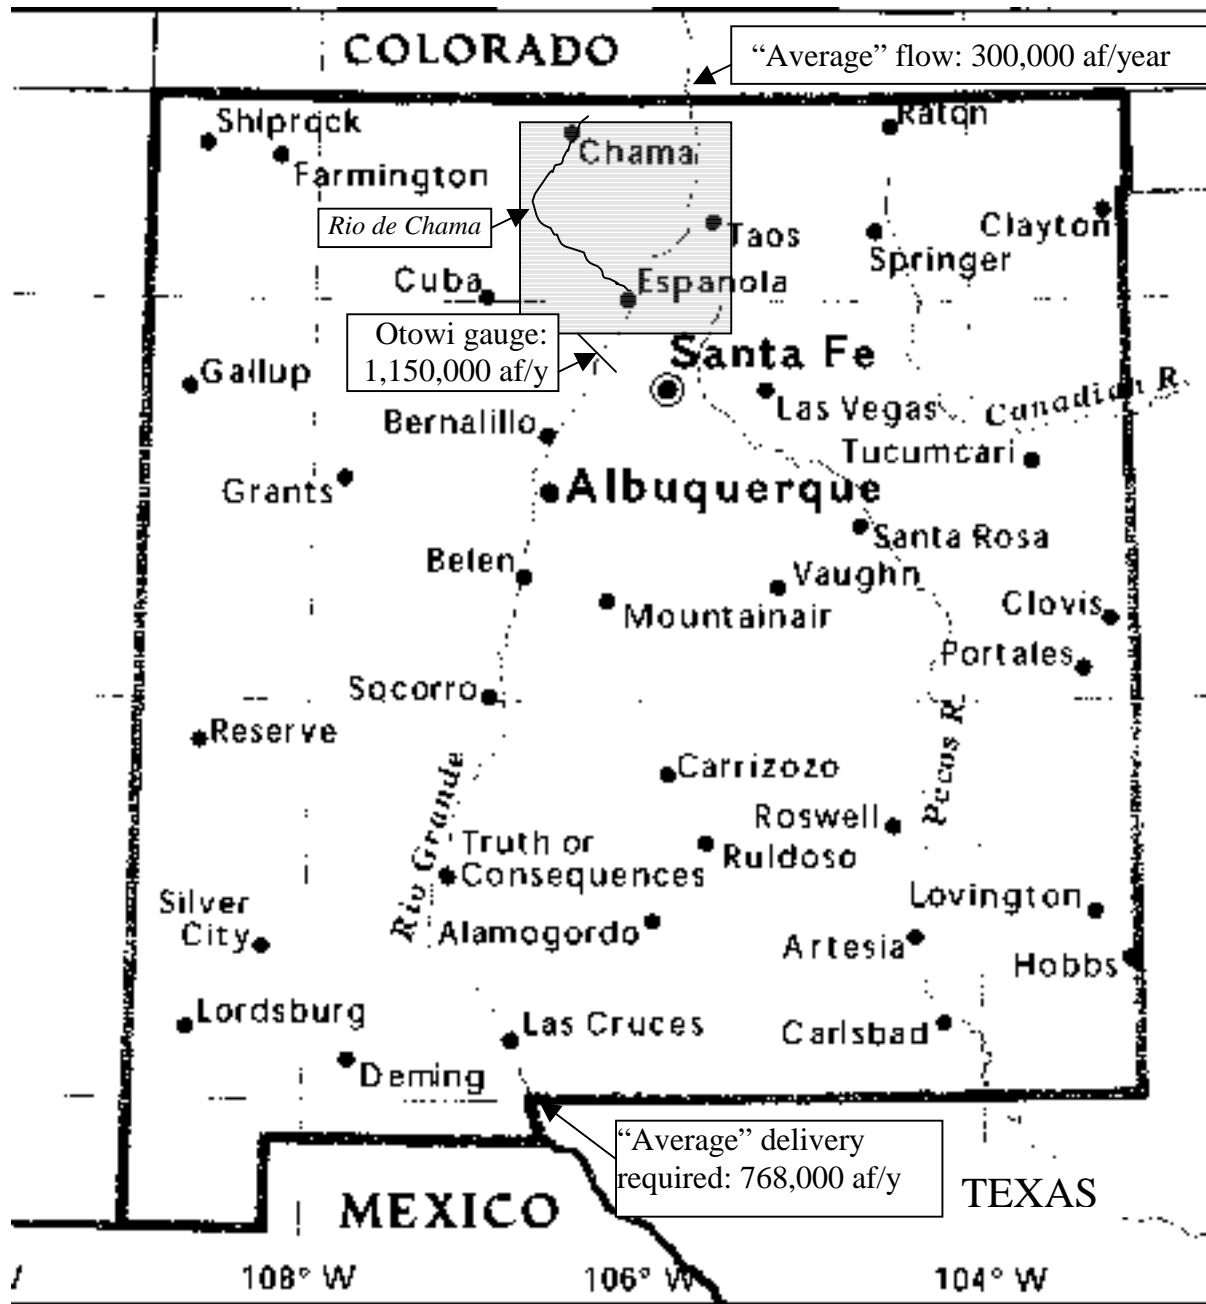 COLORADO
“Average” flow: 300,000 af/year
Shiprock
Raton
Chama
Farmington
Rio de Chama
Taos
Clayton
Springer
Cuba
Espanola
Otowi gauge:
1,150,000 af/y
Santa Fe
Gallup
Las Vegas
Canadian R.
Bernalillo
Tucumcari
Grants
Albuquerque
Santa Rosa
Belen
Vaughn
Mountainair
Clovis
Portales
Socorro
Reserve
Pecos R.
Carrizozo
Rio Grande
Roswell
Truth or
Consequences
Ruidoso
Silver
City
Lovington
Alamogordo
Artesia
Hobbs
Lordsburg
Las Cruces
Carlsbad
Deming
“Average” delivery
required: 768,000 af/y
TEXAS
MEXICO
108° W
106° W
104° W